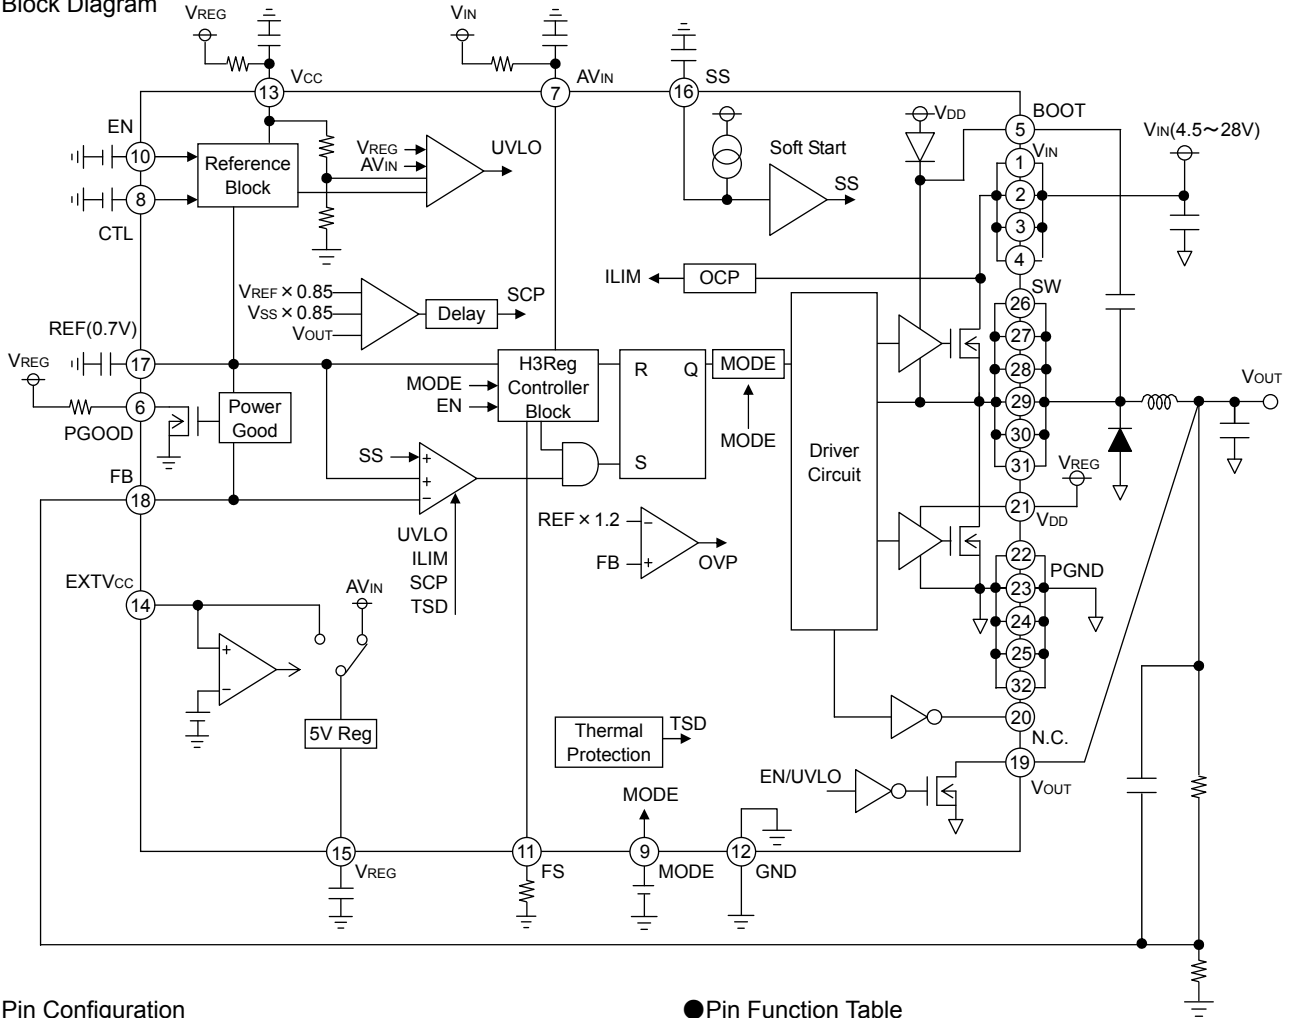 Block Diagram
VREG
VIN
13
VCC
7
AVIN
16
SS
EN
10
Reference
Block
8
CTL
VREG
AVIN
UVLO
Soft Start
SS
VDD
5
BOOT
VIN
VIN(4.5～28V)
1
2
3
4
ILIM
OCP
SW
26
27
28
29
30
31
VREF×0.85
VSS×0.85
VOUT
Delay
SCP
REF(0.7V)
17
VREG
6
PGOOD
Power
Good
MODE
EN
H3Reg
Controller
Block
R
Q
S
MODE
MODE
Driver
Circuit
VOUT
VREG
21
VDD
FB
18
SS
+
+
−
UVLO
ILIM
SCP
TSD
REF×1.2
−
FB
+
OVP
22
PGND
23
24
25
32
20
N.C.
19
VOUT
EXTVCC
14
AVIN
+
−
5V Reg
Thermal
Protection
TSD
EN/UVLO
MODE
15
VREG
11
FS
9
MODE
12
GND
Pin Configuration
●Pin Function Table